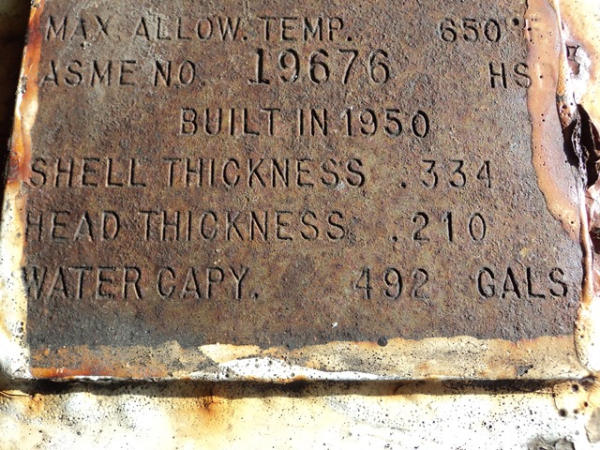 MAX. ALLOW. TEMP. 650°F
ASME NO. 19676 HS
BUILT IN 1950
SHELL THICKNESS .334
HEAD THICKNESS .210
WATER CAPY. 492 GALS